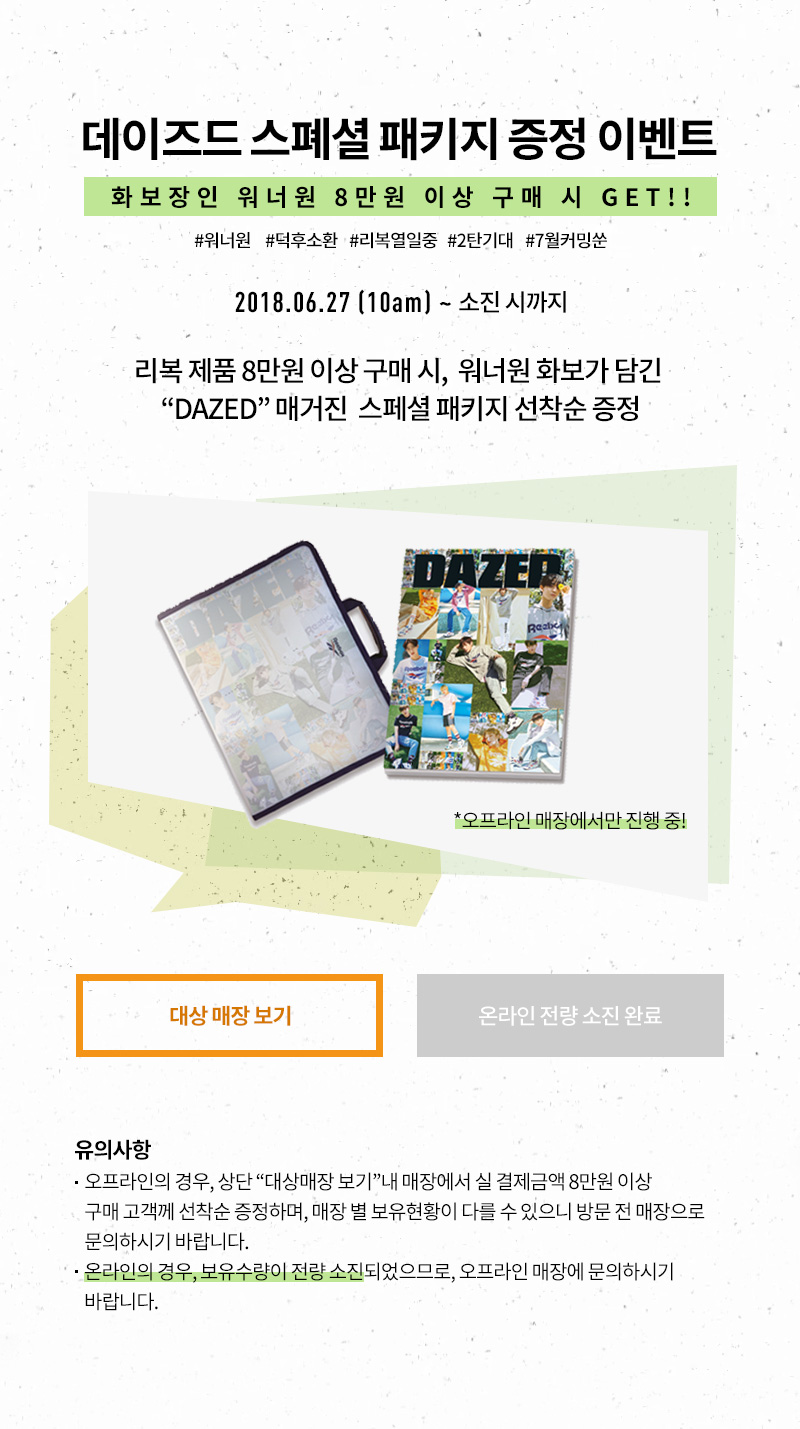 데이즈드 스폐셜 패키지 증정 이벤트
화보장인 워너원 8만원 이상 구매 시 GET!!
#워너원 #덕후소환 #리복열일중 #2탄기대 #7월커밍쑨
2018.06.27 (10am) ~ 소진 시까지
리복 제품 8만원 이상 구매 시, 워너원 화보가 담긴
“DAZED” 매거진 스페셜 패키지 선착순 증정
DAZED
DAZED
Reebok
Reebok
*오프라인 매장에서만 진행 중!
대상 매장 보기
온라인 전량 소진 완료
유의사항
· 오프라인의 경우, 상단 “대상매장 보기”내 매장에서 실 결제금액 8만원 이상
구매 고객께 선착순 증정하며, 매장 별 보유현황이 다를 수 있으니 방문 전 매장으로
문의하시기 바랍니다.
· 온라인의 경우, 보유수량이 전량 소진되었으므로, 오프라인 매장에 문의하시기
바랍니다.